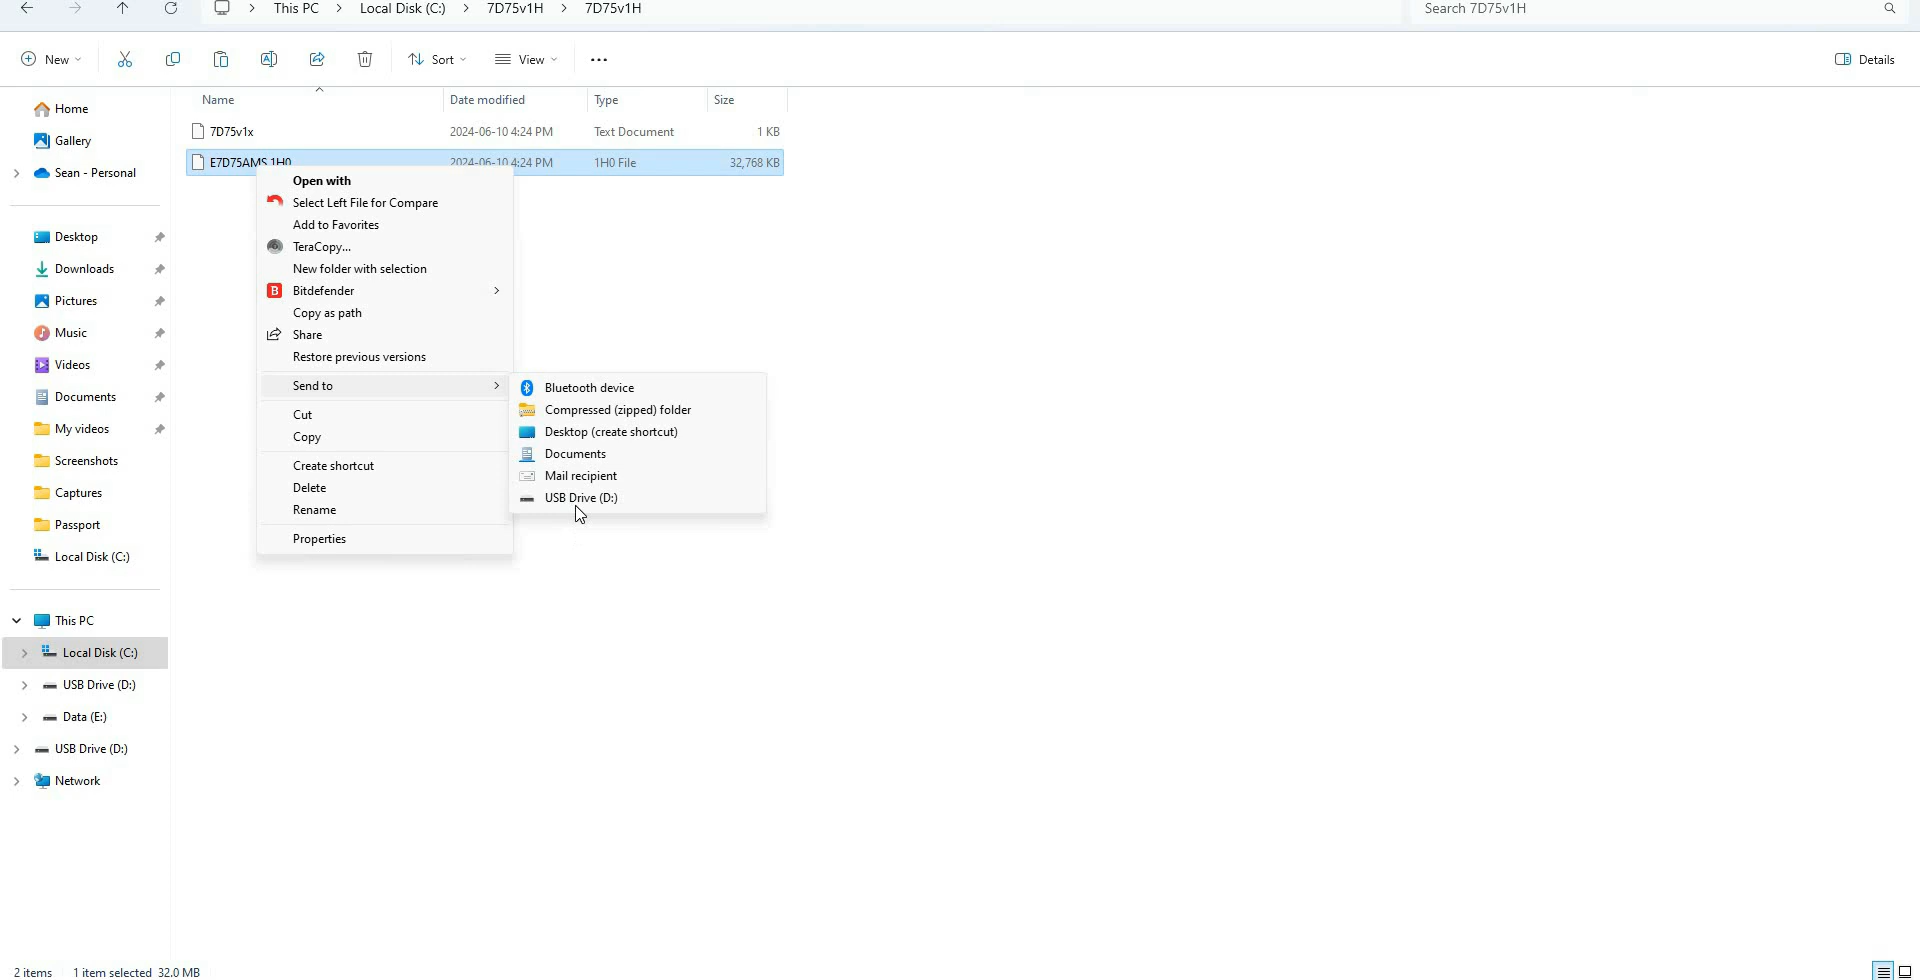 This PC > Local Disk (C:) > 7D75v1H > 7D75v1H
Search 7D75v1H
New
Sort
View
Details
Name
Date modified
Type
Size
7D75v1x
2024-06-10 4:24 PM
Text Document
1 KB
E7D75AMS.1H0
2024-06-10 4:24 PM
1H0 File
32,768 KB
Home
Gallery
Sean - Personal
Desktop
Downloads
Pictures
Music
Videos
Documents
My videos
Screenshots
Captures
Passport
Local Disk (C:)
This PC
Local Disk (C:)
USB Drive (D:)
Data (E:)
USB Drive (D:)
Network
Open with
Select Left File for Compare
Add to Favorites
TeraCopy...
New folder with selection
B
Bitdefender
Copy as path
Share
Restore previous versions
Send to
Cut
Copy
Create shortcut
Delete
Rename
Properties
Bluetooth device
Compressed (zipped) folder
Desktop (create shortcut)
Documents
Mail recipient
USB Drive (D:)
2 items
1 item selected 32.0 MB